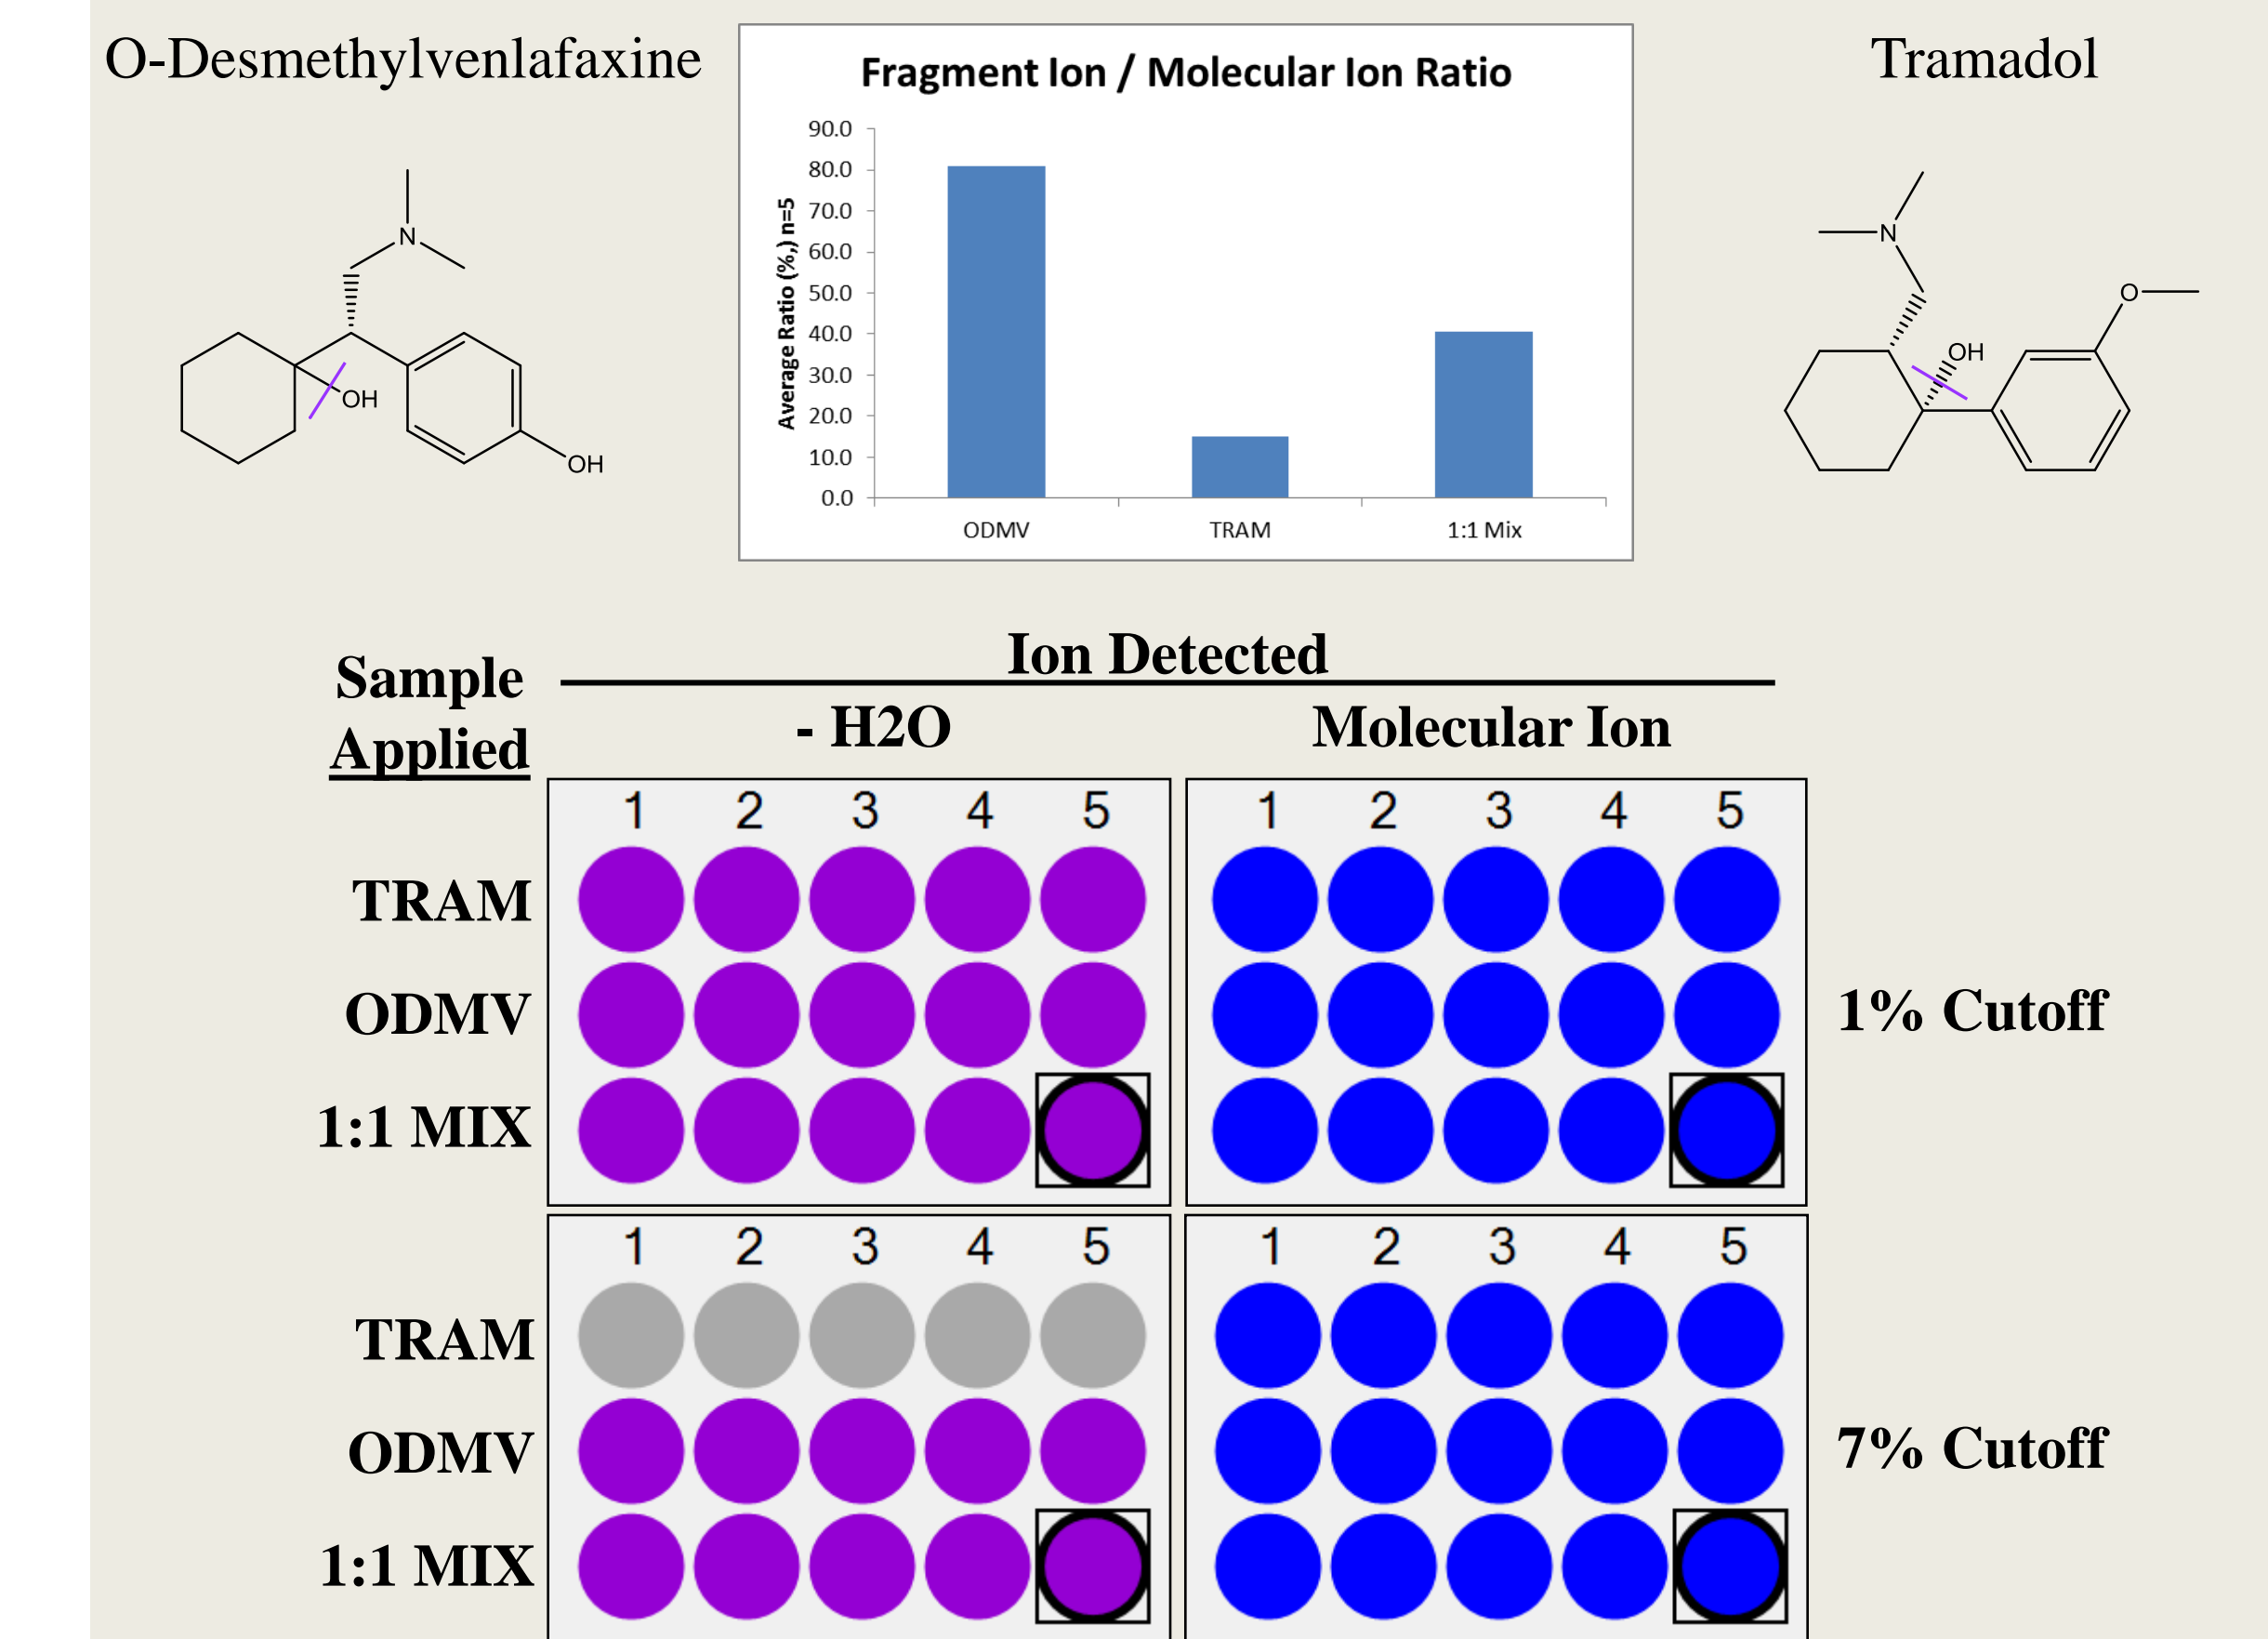 O-Desmethylvenlafaxine
Tramadol
Fragment Ion / Molecular Ion Ratio
Average Ratio (%,) n=5
90.0
80.0
70.0
60.0
50.0
40.0
30.0
20.0
10.0
0.0
ODMV TRAM 1:1 Mix
N
OH
OH
N
OH
O
Sample
Applied
Ion Detected
- H2O Molecular Ion
1 2 3 4 5 1 2 3 4 5
TRAM
ODMV
1:1 MIX
1% Cutoff
1 2 3 4 5 1 2 3 4 5
TRAM
ODMV
1:1 MIX
7% Cutoff